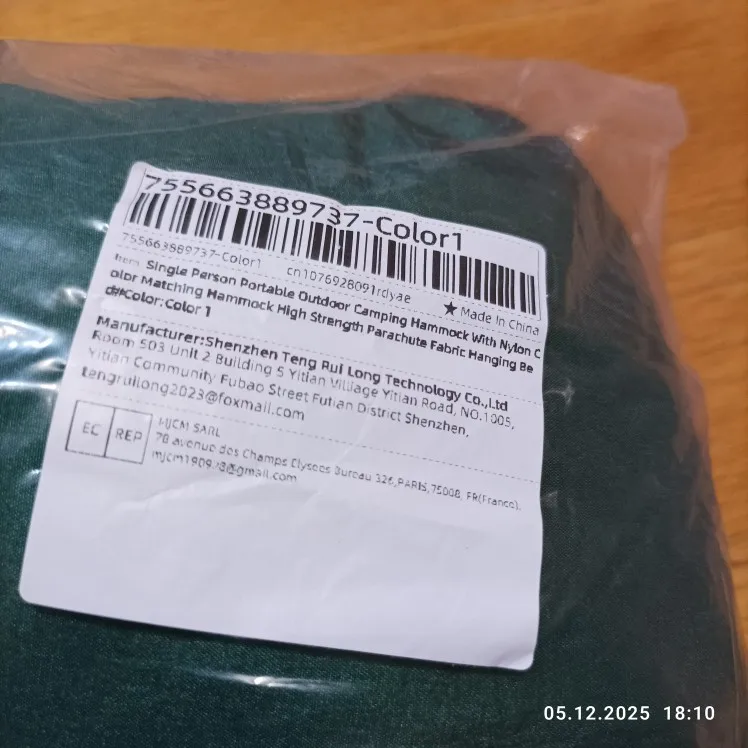 755663889737-Color1
755663889737-Color1 cn1076928091rdyae
★ Made In China
Item Single Person Portable Outdoor Camping Hammock With Nylon C
olor Matching Hammock High Strength Parachute Fabric Hanging Be
d#Color:Color 1
Manufacturer:Shenzhen Teng Rui Long Technology Co.,Ltd
Room 503 Unit 2 Building 5 Yitian Villiage Yitian Road, NO.1005,
Yitian Community Fubao Street Futian District Shenzhen,
tengruilong2023@foxmail.com
EC REP
MJCM SARL
78 avenue des Champs Elysees Bureau 326,PARIS,75008, FR(France).
05.12.2025 18:10